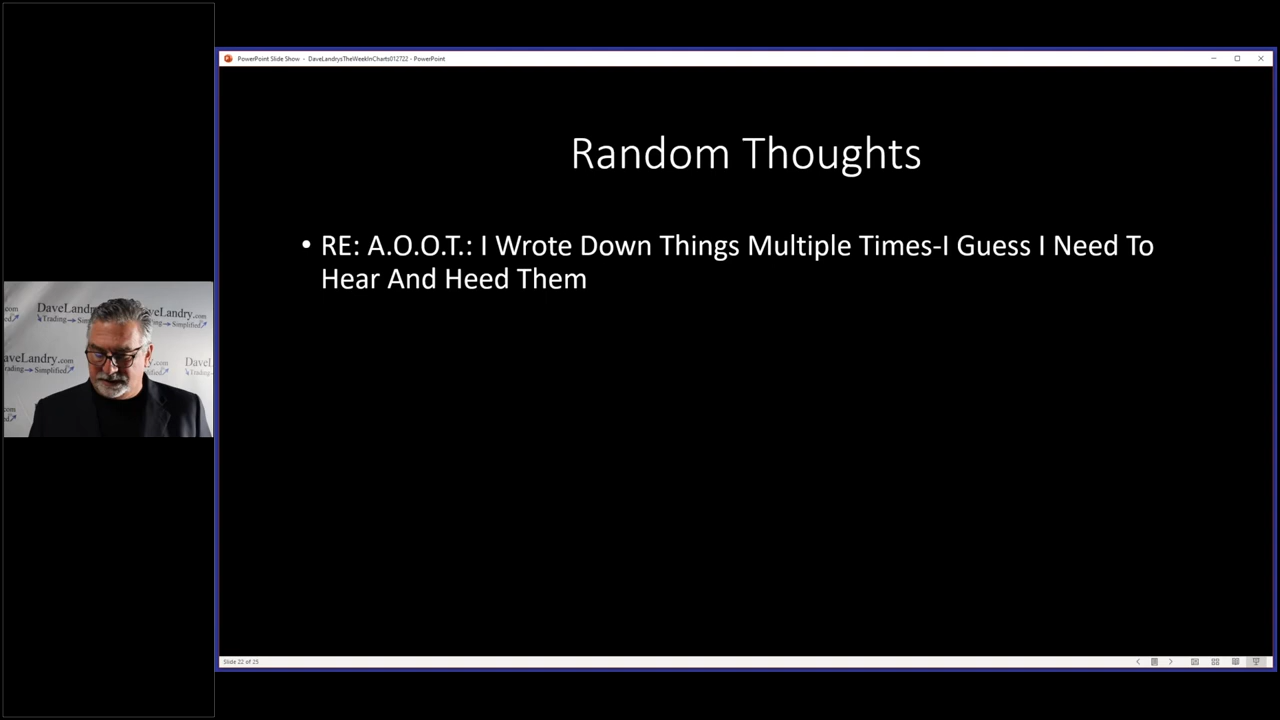 PowerPoint Slide Show - DaveLandrysTheWeekInCharts012722 - PowerPoint
Random Thoughts
• RE: A.O.O.T.: I Wrote Down Things Multiple Times-I Guess I Need To
Hear And Heed Them
DaveLandry.com
Trading Simplified
Slide 22 of 25